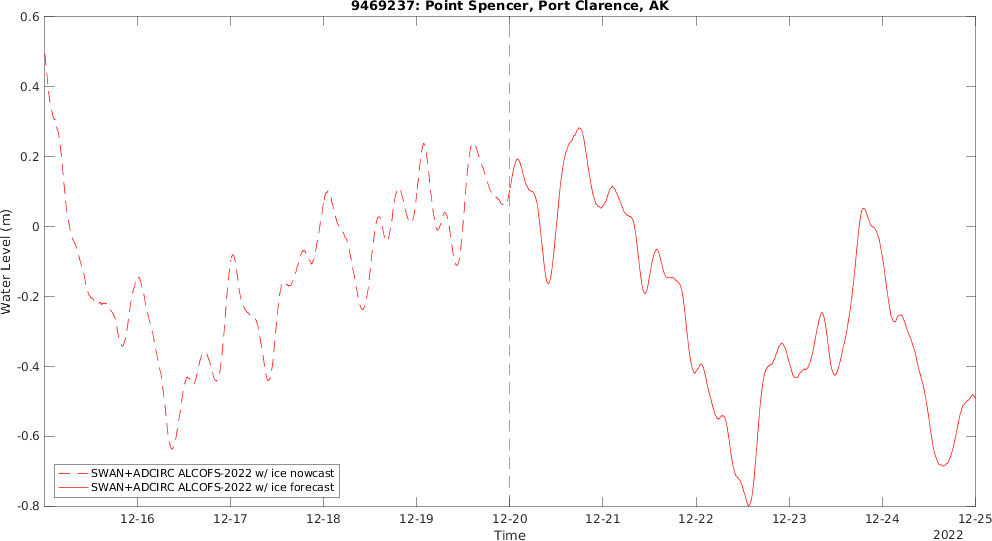 9469237: Point Spencer, Port Clarence, AK
0.6
0.4
0.2
0
-0.2
-0.4
-0.6
-0.8
Water Level (m)
SWAN+ADCIRC ALCOFS-2022 w/ ice nowcast
SWAN+ADCIRC ALCOFS-2022 w/ ice forecast
12-16 12-17 12-18 12-19 12-20 12-21 12-22 12-23 12-24 12-25
Time
2022